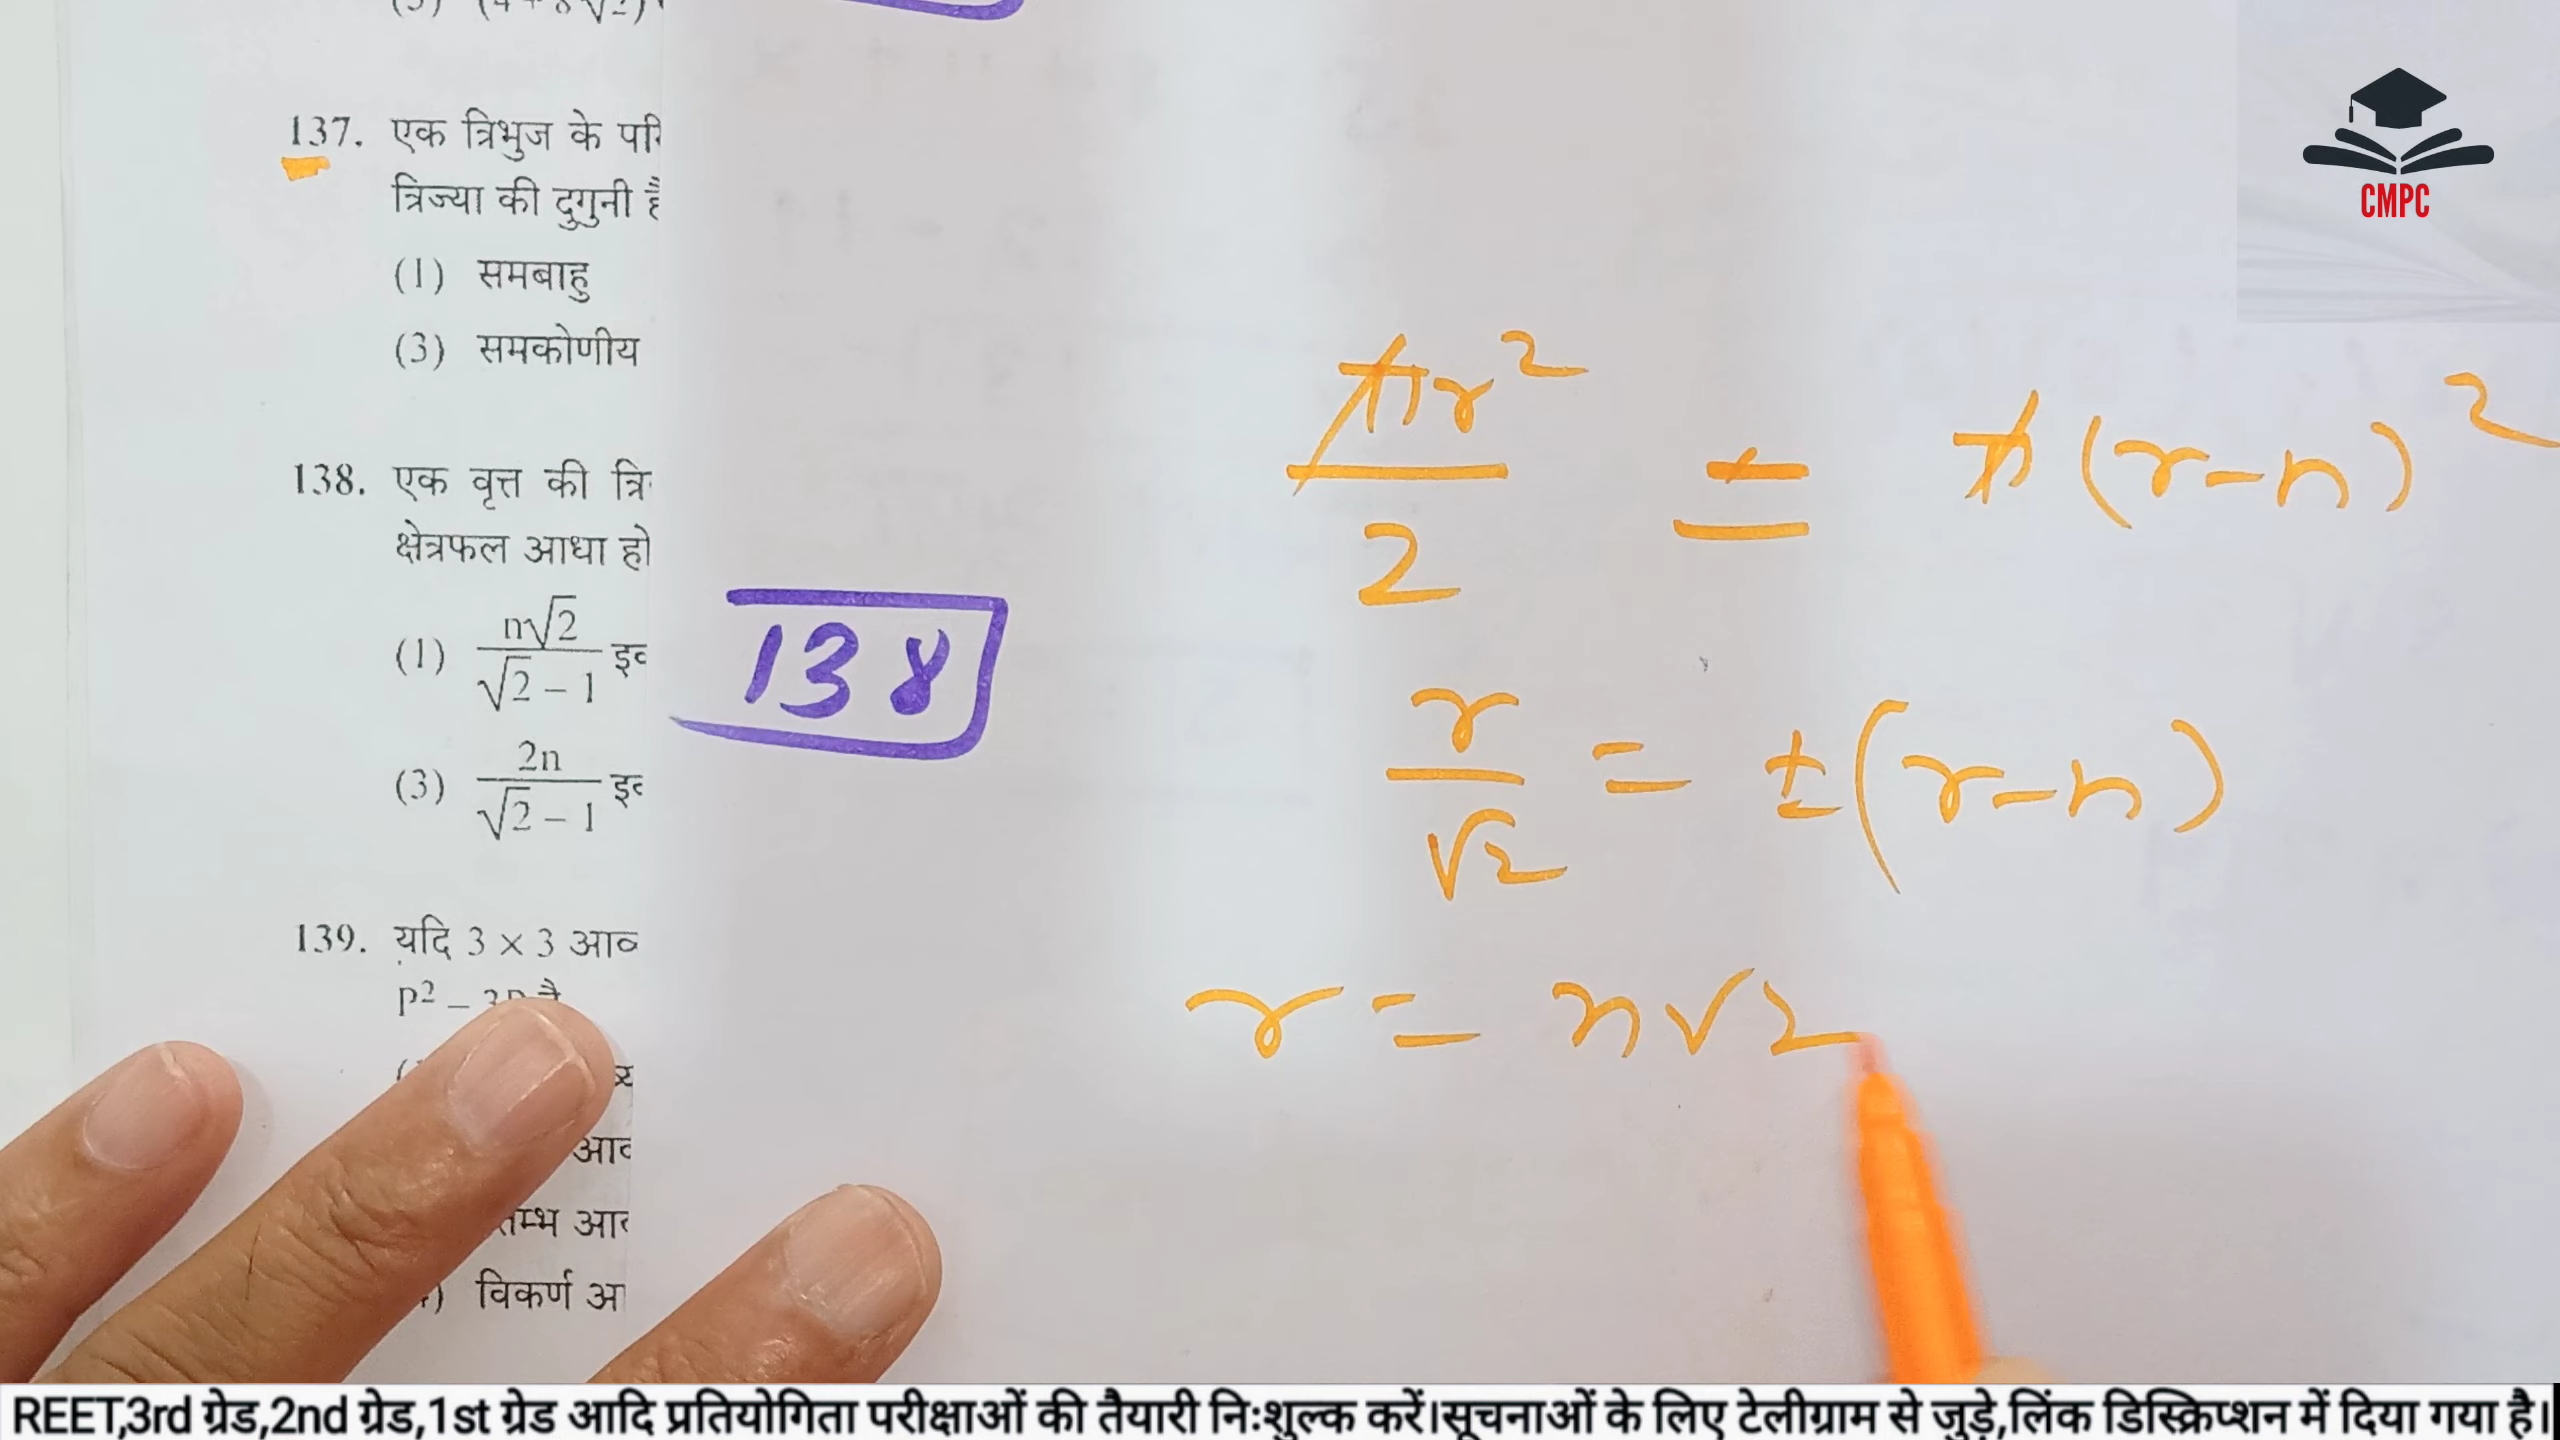 137. एक त्रिभुज के
त्रिज्या की दुगुनी
(1) समबाहु
(3) समकोणीय
138. एक वृत्त की
क्षेत्रफल आधा हो
(1) n√2/√2 – 1
(3) 2n/√2 – 1
139. यदि 3 × 3
P² –
विकर्ण
138
πr²/2 = π(r-n)²
r/√2 = ±(r-n)
r = n√2
CMPC
REET,3rd ग्रेड,2nd ग्रेड,1st ग्रेड आदि प्रतियोगिता परीक्षाओं की तैयारी निःशुल्क करें।सूचनाओं के लिए टेलीग्राम से जुड़े,लिंक डिस्क्रिप्शन में दिया गया है।